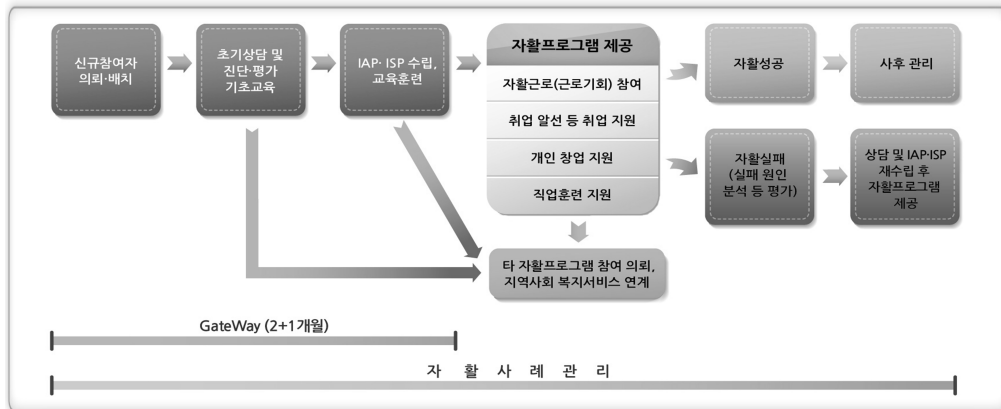 신규참여자
의뢰·배치
초기상담 및
진단·평가
기초교육
IAP· ISP 수립,
교육훈련
자활프로그램 제공
자활근로(근로기회) 참여
취업 알선 등 취업 지원
개인 창업 지원
직업훈련 지원
자활성공
사후 관리
자활실패
(실패 원인
분석 등 평가)
상담 및 IAP·ISP
재수립 후
자활프로그램
제공
타 자활프로그램 참여 의뢰,
지역사회 복지서비스 연계
GateWay (2+1개월)
자 활 사 례 관 리